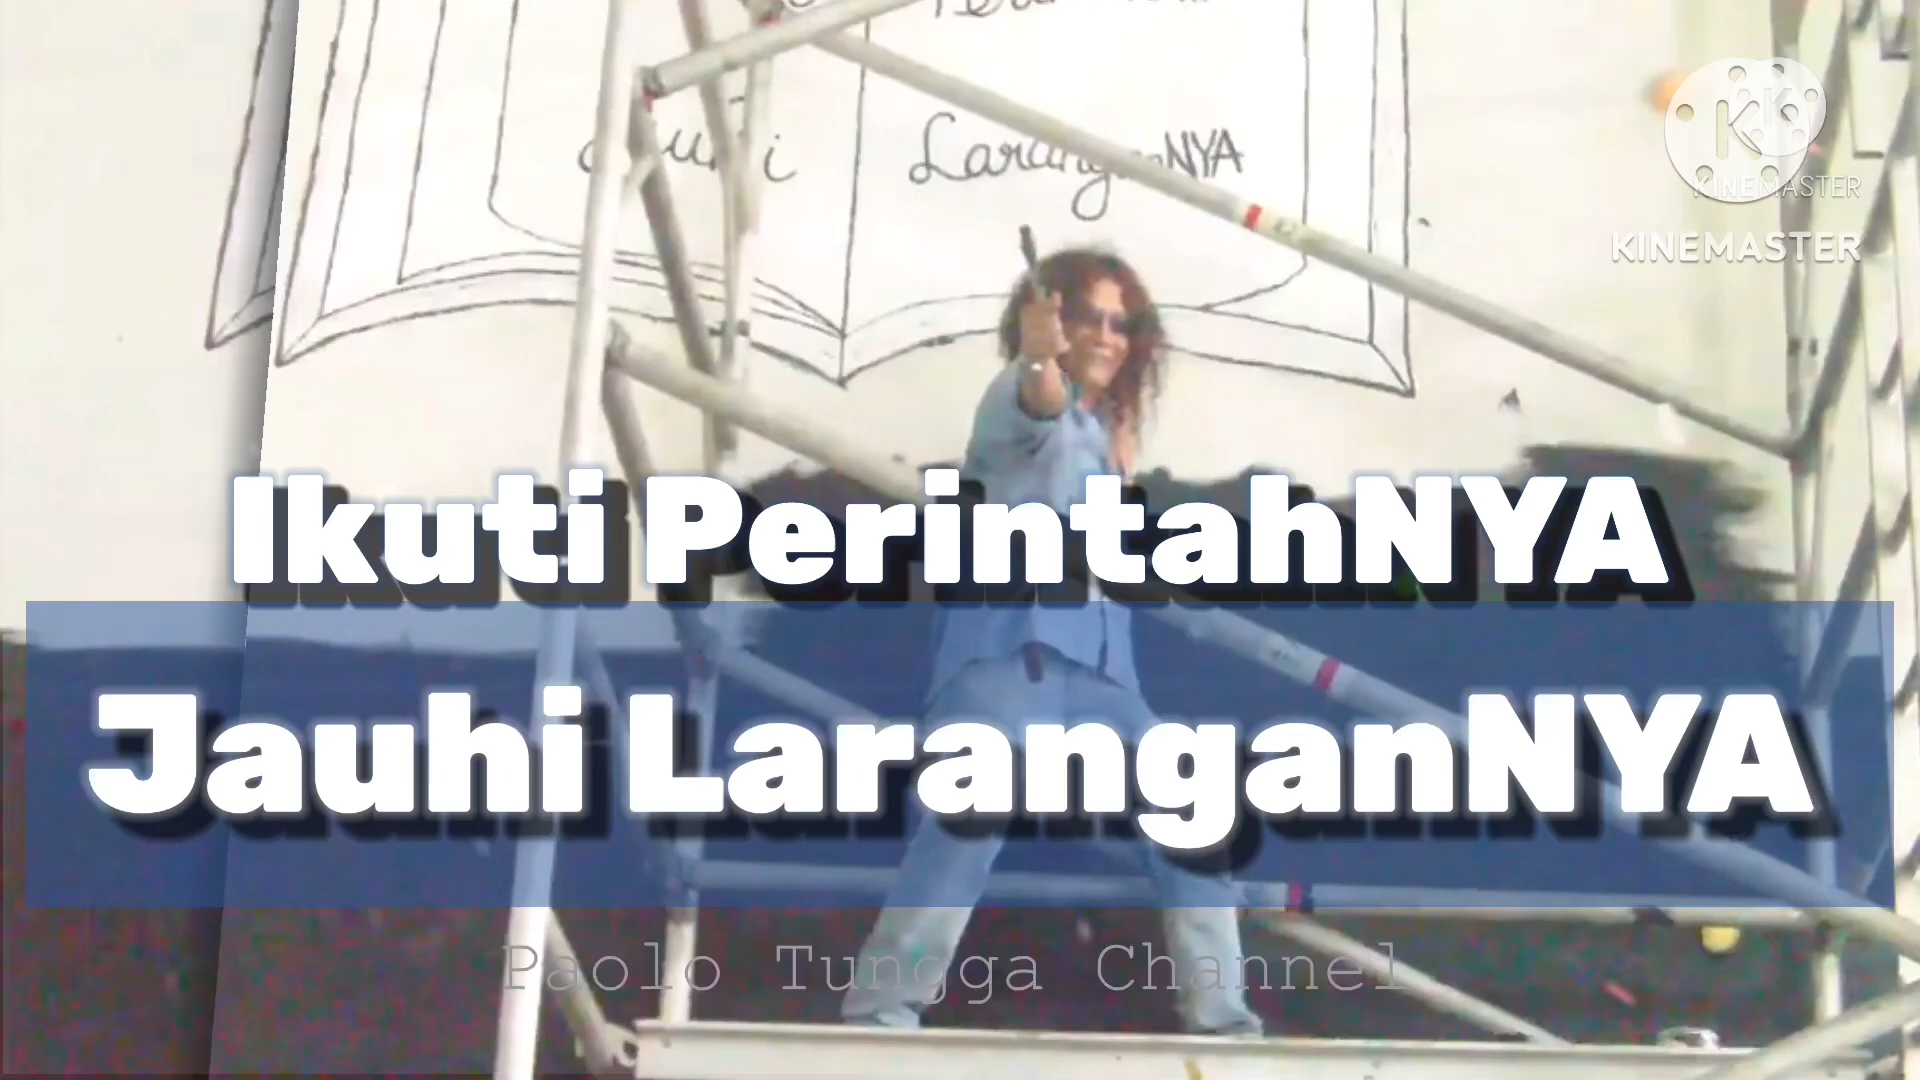 LaranganNYA
KINEMASTER
KINEMASTER
Ikuti PerintahNYA
Jauhi LaranganNYA
Paolo Tungga Channel